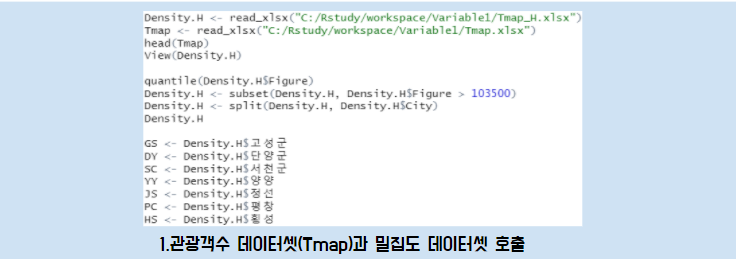 Density.H <- read_xlsx("C:/Rstudy/workspace/Variable1/Tmap_H.xlsx")
Tmap <- read_xlsx("C:/Rstudy/workspace/Variable1/Tmap.xlsx")
head(Tmap)
View(Density.H)
quantile(Density.H$Figure)
Density.H <- subset(Density.H, Density.H$Figure > 103500)
Density.H <- split(Density.H, Density.H$City)
Density.H
GS <- Density.H$고성군
DY <- Density.H$단양군
SC <- Density.H$서천군
YY <- Density.H$양양
JS <- Density.H$정선
PC <- Density.H$평창
HS <- Density.H$횡성
1.관광객수 데이터셋(Tmap)과 밀집도 데이터셋 호출